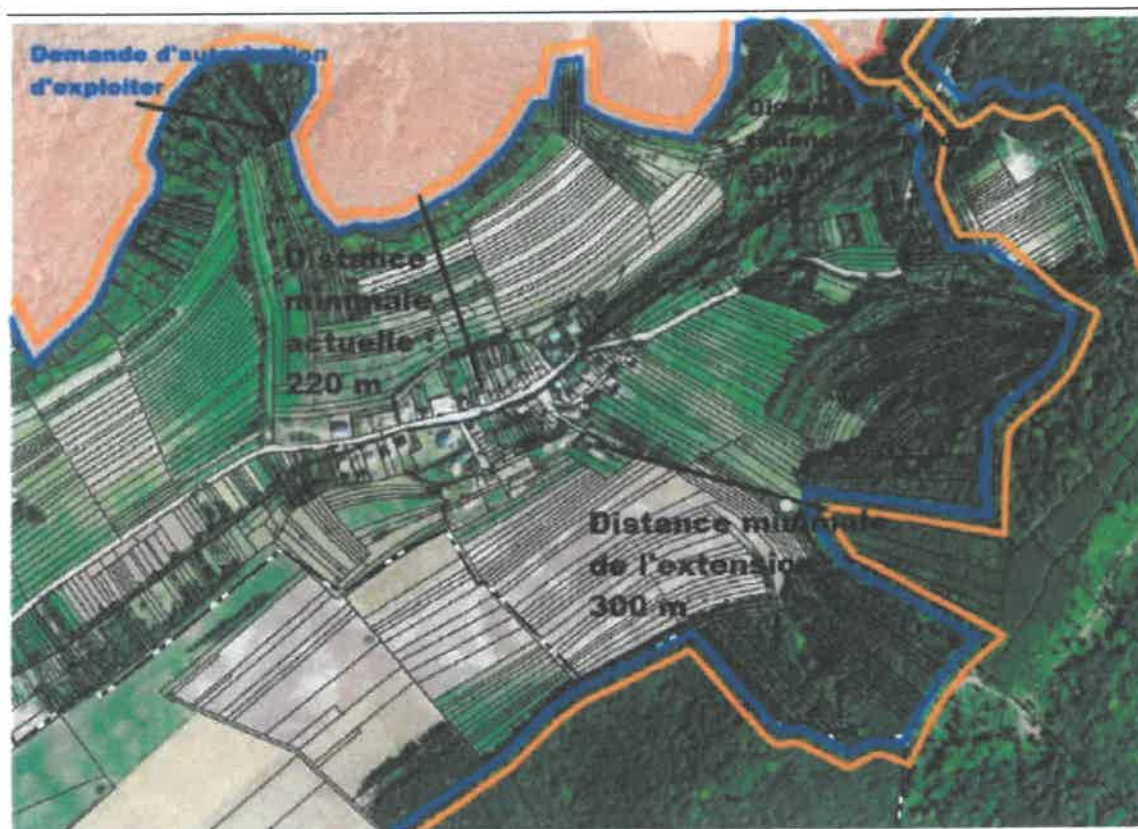 Demande d'autorisation
d'exploiter
Distance
minimale
actuelle :
220 m
Distance minimale
de l'extension
300 m